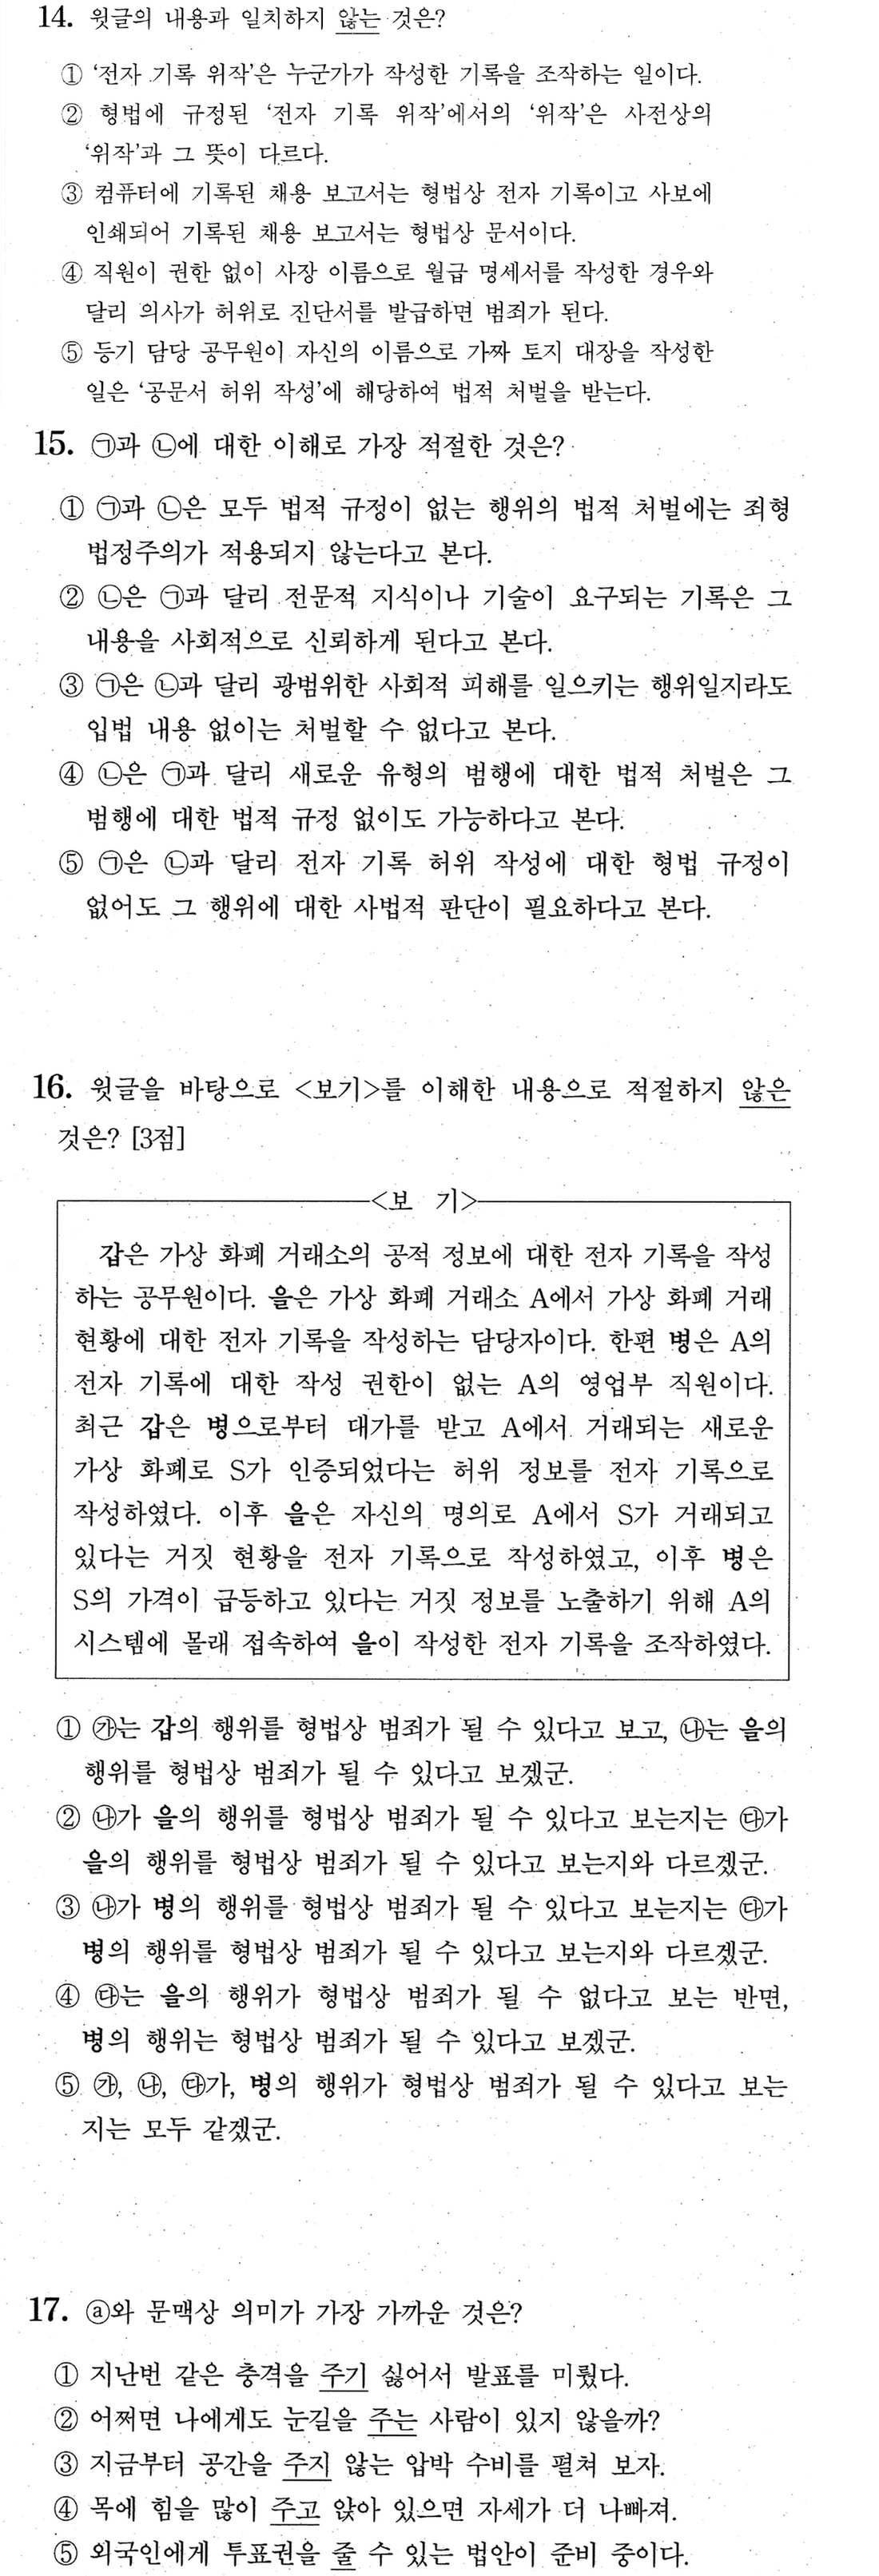 14. 윗글의 내용과 일치하지 않는 것은?
① ‘전자 기록 위작’은 누군가가 작성한 기록을 조작하는 일이다.
② 형법에 규정된 ‘전자 기록 위작’에서의 ‘위작’은 사전상의
‘위작’과 그 뜻이 다르다.
③ 컴퓨터에 기록된 채용 보고서는 형법상 전자 기록이고 사보에
인쇄되어 기록된 채용 보고서는 형법상 문서이다.
④ 직원이 권한 없이 사장 이름으로 월급 명세서를 작성한 경우와
달리 의사가 허위로 진단서를 발급하면 범죄가 된다.
⑤ 등기 담당 공무원이 자신의 이름으로 가짜 토지 대장을 작성한
일은 ‘공문서 허위 작성’에 해당하여 법적 처벌을 받는다.
15. ㉠과 ㉡에 대한 이해로 가장 적절한 것은?
① ㉠과 ㉡은 모두 법적 규정이 없는 행위의 법적 처벌에는 죄형
법정주의가 적용되지 않는다고 본다.
② ㉡은 ㉠과 달리 전문적 지식이나 기술이 요구되는 기록은 그
내용을 사회적으로 신뢰하게 된다고 본다.
③ ㉠은 ㉡과 달리 광범위한 사회적 피해를 일으키는 행위일지라도
입법 내용 없이는 처벌할 수 없다고 본다.
④ ㉡은 ㉠과 달리 새로운 유형의 범행에 대한 법적 처벌은 그
범행에 대한 법적 규정 없이도 가능하다고 본다.
⑤ ㉠은 ㉡과 달리 전자 기록 허위 작성에 대한 형법 규정이
없어도 그 행위에 대한 사법적 판단이 필요하다고 본다.
16. 윗글을 바탕으로 <보기>를 이해한 내용으로 적절하지 않은
것은? [3점]
<보 기>
갑은 가상 화폐 거래소의 공적 정보에 대한 전자 기록을 작성
하는 공무원이다. 을은 가상 화폐 거래소 A에서 가상 화폐 거래
현황에 대한 전자 기록을 작성하는 담당자이다. 한편 병은 A의
전자 기록에 대한 작성 권한이 없는 A의 영업부 직원이다.
최근 갑은 병으로부터 대가를 받고 A에서 거래되는 새로운
가상 화폐로 S가 인증되었다는 허위 정보를 전자 기록으로
작성하였다. 이후 을은 자신의 명의로 A에서 S가 거래되고
있다는 거짓 현황을 전자 기록으로 작성하였고, 이후 병은
S의 가격이 급등하고 있다는 거짓 정보를 노출하기 위해 A의
시스템에 몰래 접속하여 을이 작성한 전자 기록을 조작하였다.
① ㉮는 갑의 행위를 형법상 범죄가 될 수 있다고 보고, ㉯는 을의
행위를 형법상 범죄가 될 수 있다고 보겠군.
② ㉯가 을의 행위를 형법상 범죄가 될 수 있다고 보는지는 ㉰가
을의 행위를 형법상 범죄가 될 수 있다고 보는지와 다르겠군.
③ ㉯가 병의 행위를 형법상 범죄가 될 수 있다고 보는지는 ㉰가
병의 행위를 형법상 범죄가 될 수 있다고 보는지와 다르겠군.
④ ㉰는 을의 행위가 형법상 범죄가 될 수 없다고 보는 반면,
병의 행위는 형법상 범죄가 될 수 있다고 보겠군.
⑤ ㉮, ㉯, ㉰가, 병의 행위가 형법상 범죄가 될 수 있다고 보는
지는 모두 같겠군.
17. ⓐ와 문맥상 의미가 가장 가까운 것은?
① 지난번 같은 충격을 주기 싫어서 발표를 미뤘다.
② 어쩌면 나에게도 눈길을 주는 사람이 있지 않을까?
③ 지금부터 공간을 주지 않는 압박 수비를 펼쳐 보자.
④ 목에 힘을 많이 주고 앉아 있으면 자세가 더 나빠져.
⑤ 외국인에게 투표권을 줄 수 있는 법안이 준비 중이다.